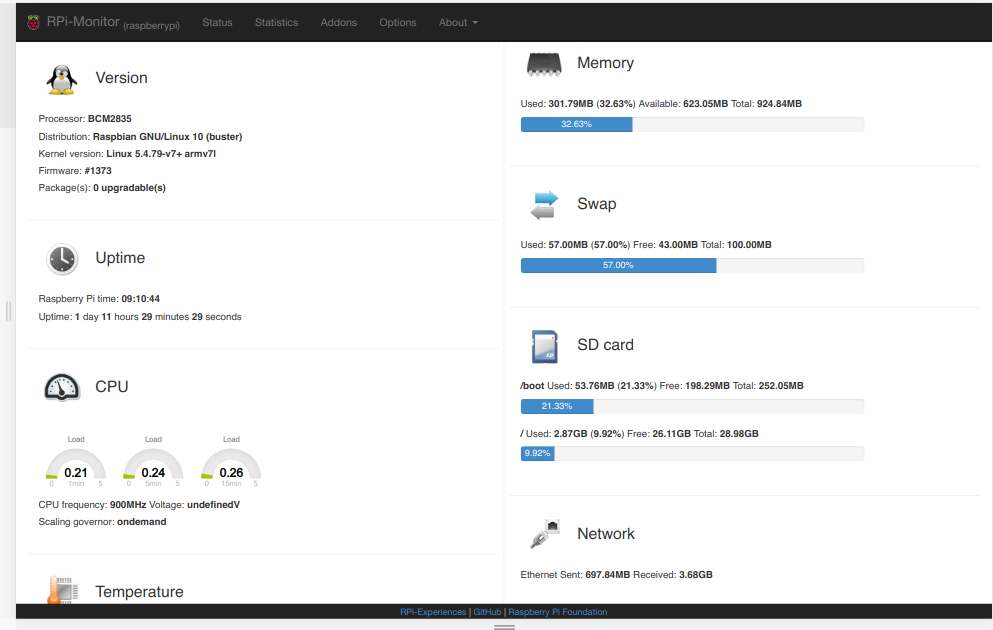 RPi-Monitor (raspberrypi) Status Statistics Addons Options About
Version
Processor: BCM2835
Distribution: Raspbian GNU/Linux 10 (buster)
Kernel version: Linux 5.4.79-v7+ armv7l
Firmware: #1373
Package(s): 0 upgradable(s)
Uptime
Raspberry Pi time: 09:10:44
Uptime: 1 day 11 hours 29 minutes 29 seconds
CPU
Load Load Load
0.21 0.24 0.26
0 1min 5 0 5min 5 0 15min 5
CPU frequency: 900MHz Voltage: undefinedV
Scaling governor: ondemand
Temperature
Memory
Used: 301.79MB (32.63%) Available: 623.05MB Total: 924.84MB
32.63%
Swap
Used: 57.00MB (57.00%) Free: 43.00MB Total: 100.00MB
57.00%
SD card
/boot Used: 53.76MB (21.33%) Free: 198.29MB Total: 252.05MB
21.33%
/ Used: 2.87GB (9.92%) Free: 26.11GB Total: 28.98GB
9.92%
Network
Ethernet Sent: 697.84MB Received: 3.68GB
RPi-Experiences | GitHub | Raspberry Pi Foundation